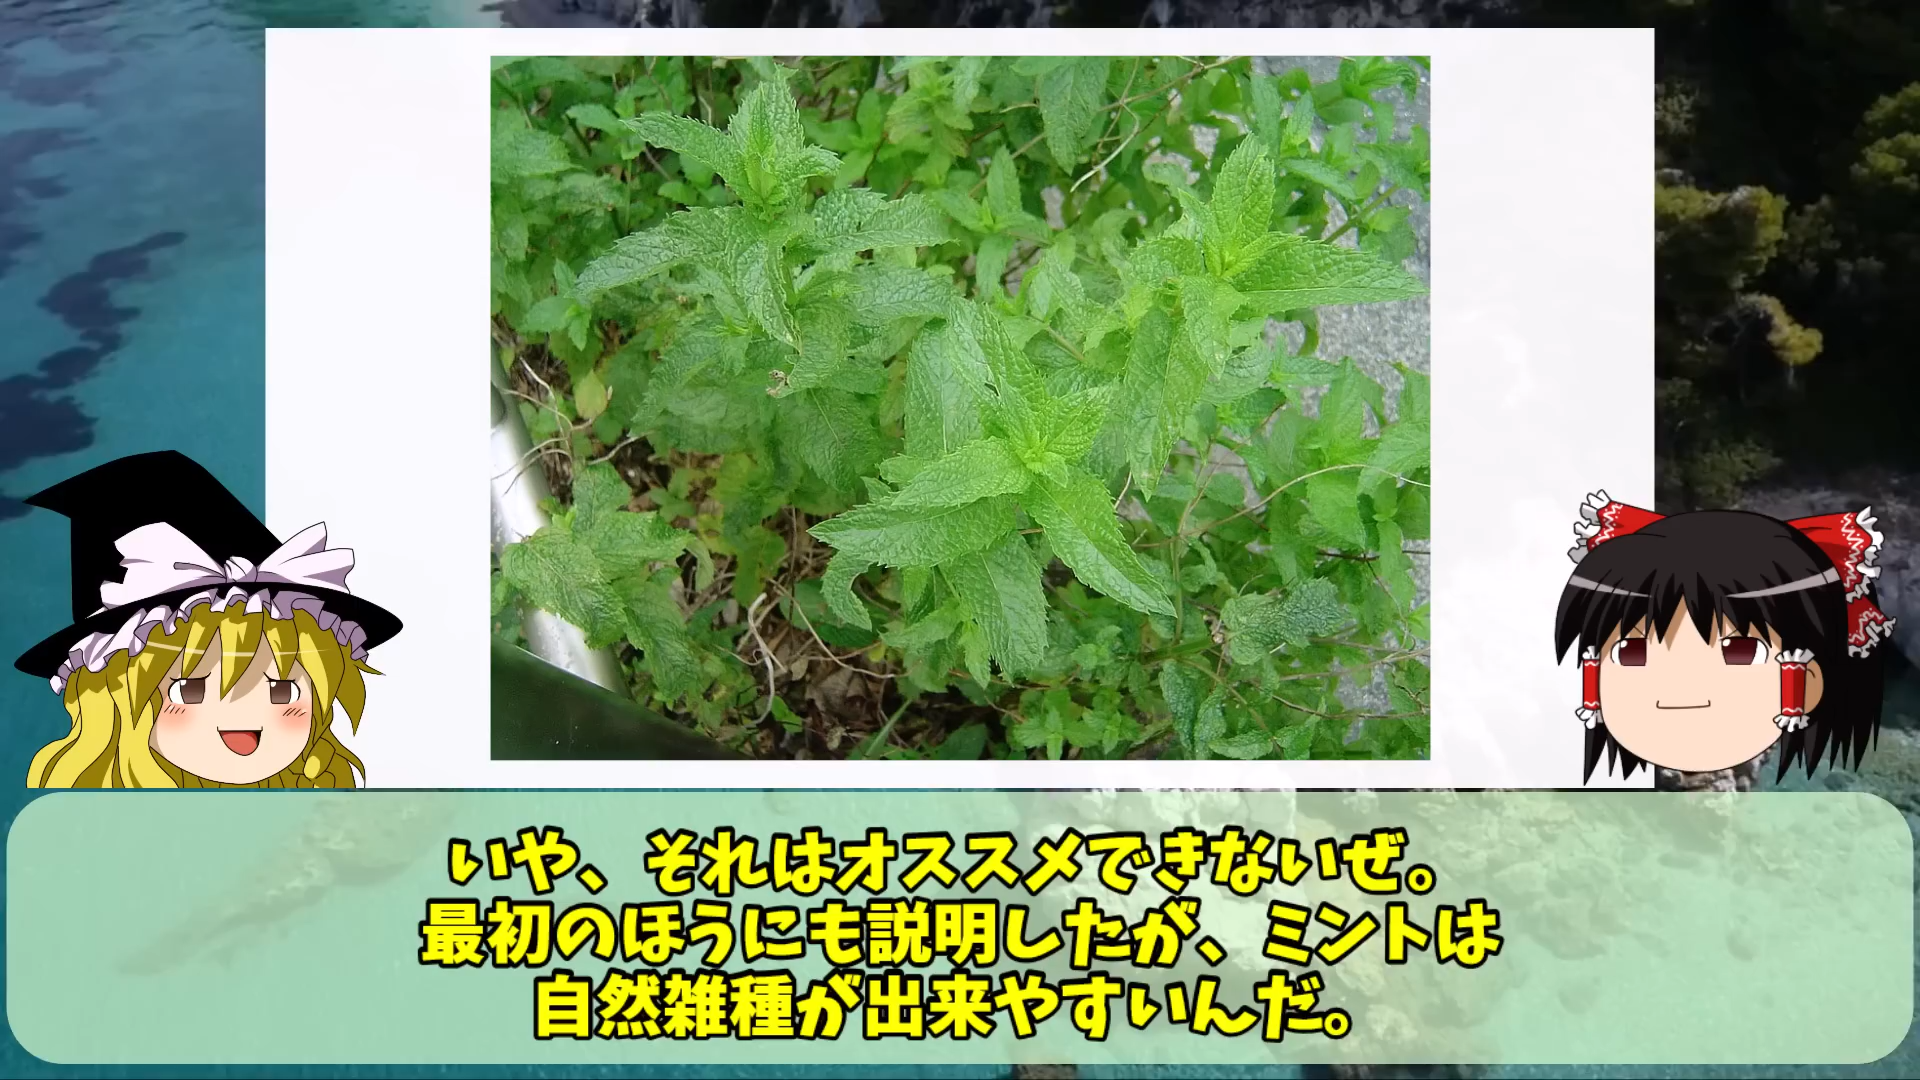 いや、それはオススメできないぜ。
最初のほうにも説明したが、ミントは
自然雑種が出来やすいんだ。